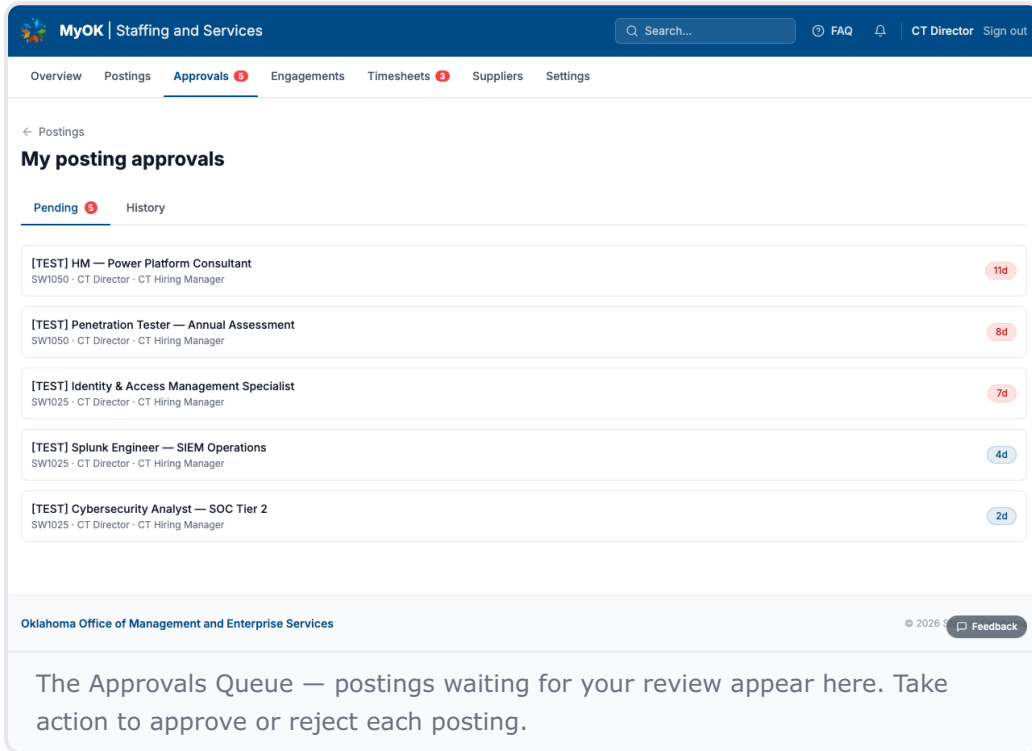 MyOK | Staffing and Services
Search...
FAQ
CT Director
Sign out
Overview
Postings
Approvals 5
Engagements
Timesheets 3
Suppliers
Settings
← Postings
My posting approvals
Pending 5
History
[TEST] HM — Power Platform Consultant
SW1050 · CT Director · CT Hiring Manager
11d
[TEST] Penetration Tester — Annual Assessment
SW1050 · CT Director · CT Hiring Manager
8d
[TEST] Identity & Access Management Specialist
SW1025 · CT Director · CT Hiring Manager
7d
[TEST] Splunk Engineer — SIEM Operations
SW1025 · CT Director · CT Hiring Manager
4d
[TEST] Cybersecurity Analyst — SOC Tier 2
SW1025 · CT Director · CT Hiring Manager
2d
Oklahoma Office of Management and Enterprise Services
© 2026
Feedback
The Approvals Queue — postings waiting for your review appear here. Take
action to approve or reject each posting.